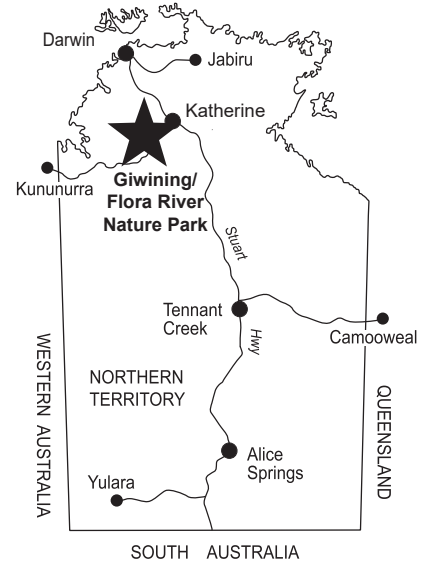 Darwin
Jabiru
Katherine
Kununurra
Giwining/
Flora River
Nature Park
Stuart
Tennant
Creek
Hwy
Camooweal
WESTERN AUSTRALIA
NORTHERN
TERRITORY
QUEENSLAND
Alice
Springs
Yulara
SOUTH AUSTRALIA